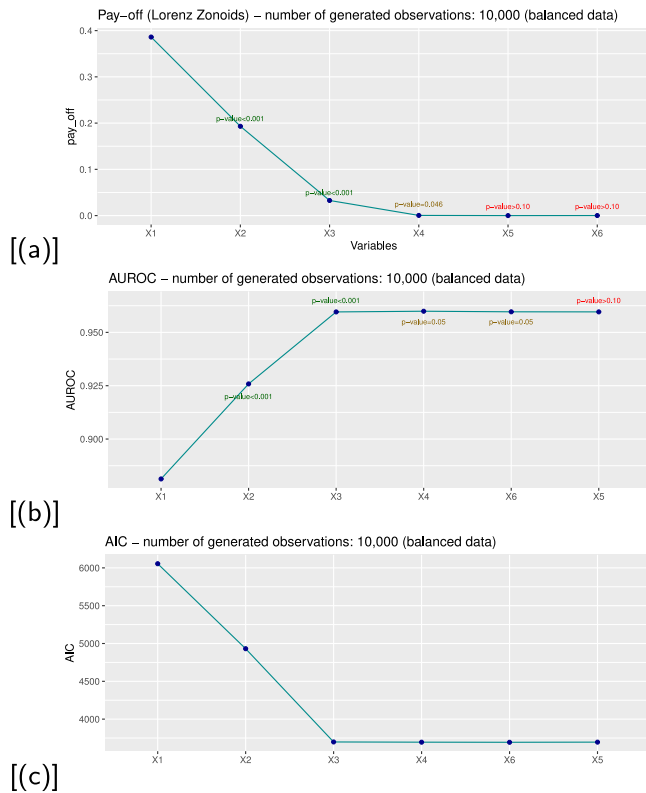 Pay−off (Lorenz Zonoids) − number of generated observations: 10,000 (balanced data)
0.4
0.3
0.2
0.1
0.0
pay_off
p−value<0.001
p−value<0.001
p−value=0.046
p−value>0.10
p−value>0.10
X1 X2 X3 X4 X5 X6
Variables
[(a)]
AUROC − number of generated observations: 10,000 (balanced data)
0.950
0.925
0.900
AUROC
p−value<0.001
p−value<0.001
p−value=0.05
p−value=0.05
p−value>0.10
X1 X2 X3 X4 X6 X5
[(b)]
AIC − number of generated observations: 10,000 (balanced data)
6000
5500
5000
4500
4000
AIC
X1 X2 X3 X4 X6 X5
[(c)]